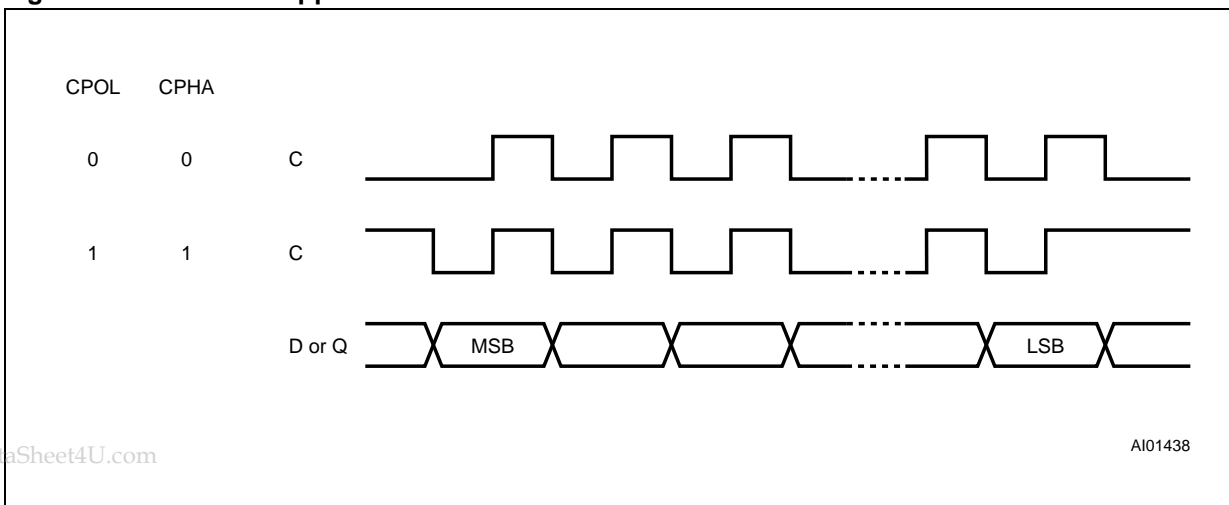 CPOL CPHA
0 0 C
1 1 C
D or Q MSB LSB
AI01438
aSheet4U.com